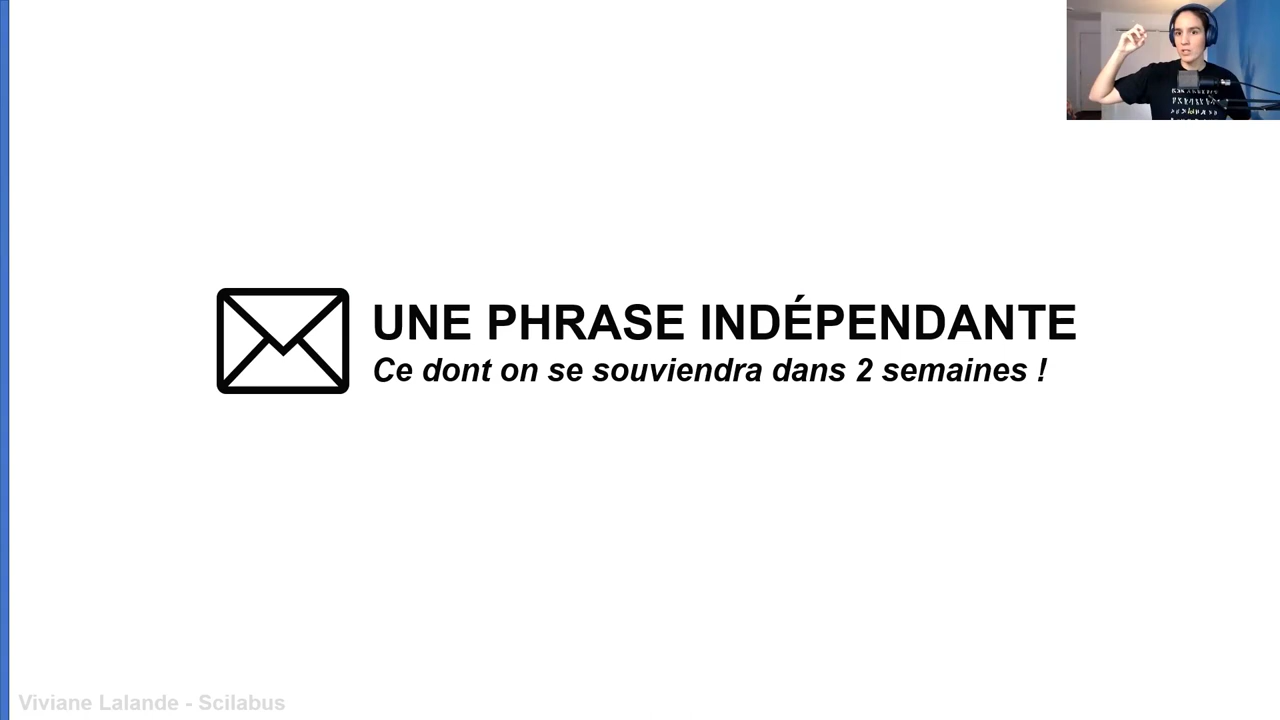 UNE PHRASE INDÉPENDANTE
Ce dont on se souviendra dans 2 semaines !
Viviane Lalande - Scilabus